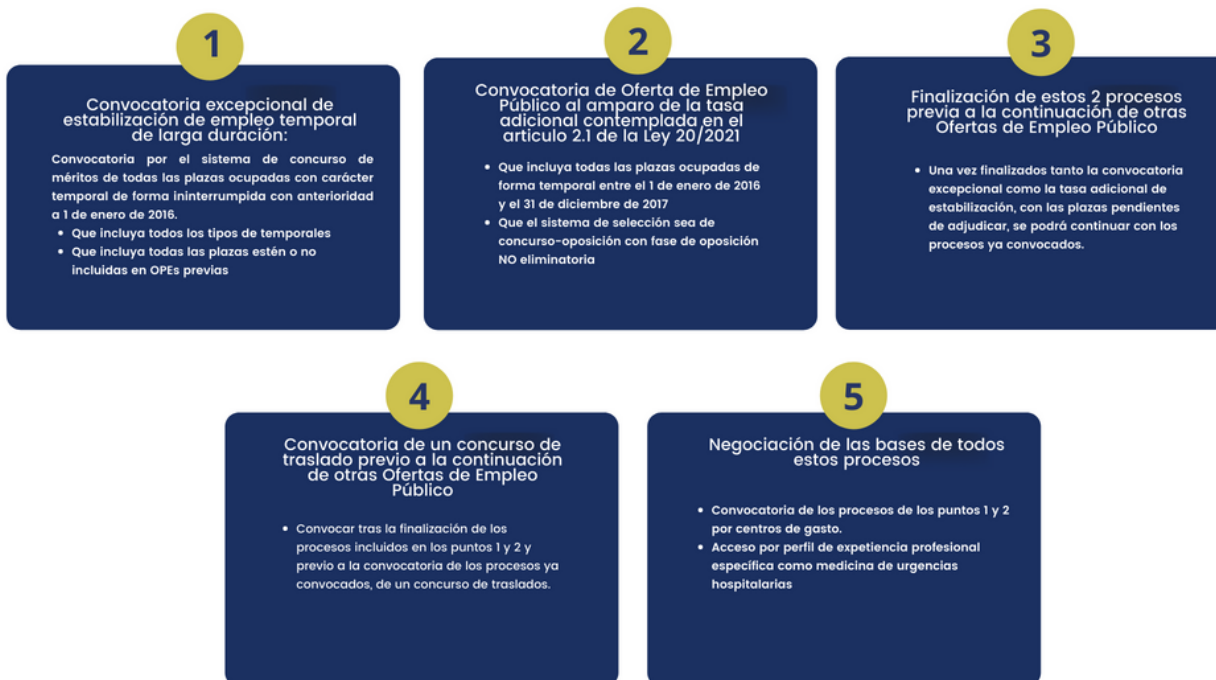 1
Convocatoria excepcional de
estabilización de empleo temporal
de larga duración:
Convocatoria por el sistema de concurso de
méritos de todas las plazas ocupadas con carácter
temporal de forma ininterrumpida con anterioridad
a 1 de enero de 2016.
• Que incluya todos los tipos de temporales
• Que incluya todas las plazas estén o no
incluidas en OPEs previas
2
Convocatoria de Oferta de Empleo
Público al amparo de la tasa
adicional contemplada en el
articulo 2.1 de la Ley 20/2021
• Que incluya todas las plazas ocupadas de
forma temporal entre el 1 de enero de 2016
y el 31 de diciembre de 2017
• Que el sistema de selección sea de
concurso-oposición con fase de oposición
NO eliminatoria
3
Finalización de estos 2 procesos
previa a la continuación de otras
Ofertas de Empleo Público
• Una vez finalizados tanto la convocatoria
excepcional como la tasa adicional de
estabilización, con las plazas pendientes
de adjudicar, se podrá continuar con los
procesos ya convocados.
4
Convocatoria de un concurso de
traslado previo a la continuación
de otras Ofertas de Empleo
Público
• Convocar tras la finalización de los
procesos incluidos en los puntos 1 y 2 y
previo a la convocatoria de los procesos ya
convocados, de un concurso de traslados.
5
Negociación de las bases de todos
estos procesos
• Convocatoria de los procesos de los puntos 1 y 2
por centros de gasto.
• Acceso por perfil de expetiencia profesional
específica como medicina de urgencias
hospitalarias